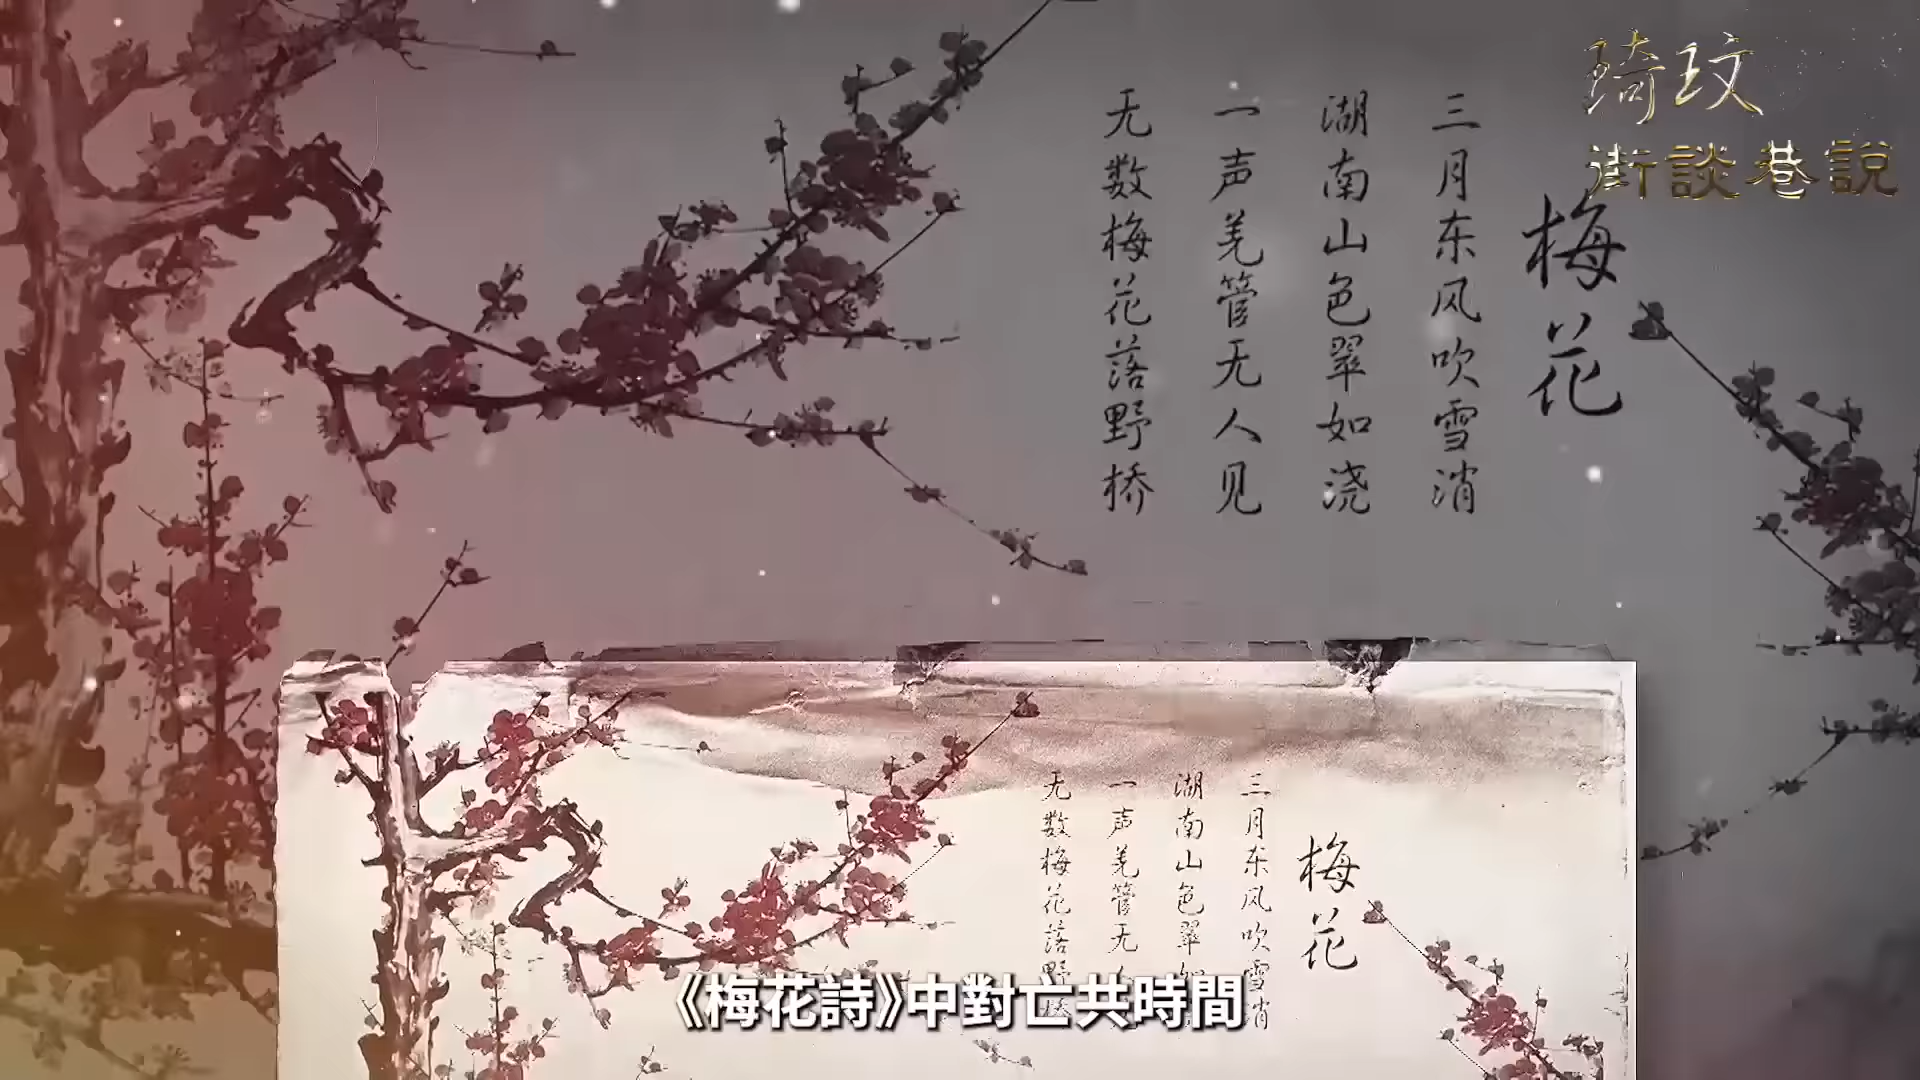 琦玟
街談巷說
梅花
三月东风吹雪消
湖南山色翠如浇
一声羌管无人见
无数梅花落野桥
梅花
三月东风吹雪消
湖南山色翠如
一声羌管无人
无数梅花落野
《梅花詩》中對亡共時間